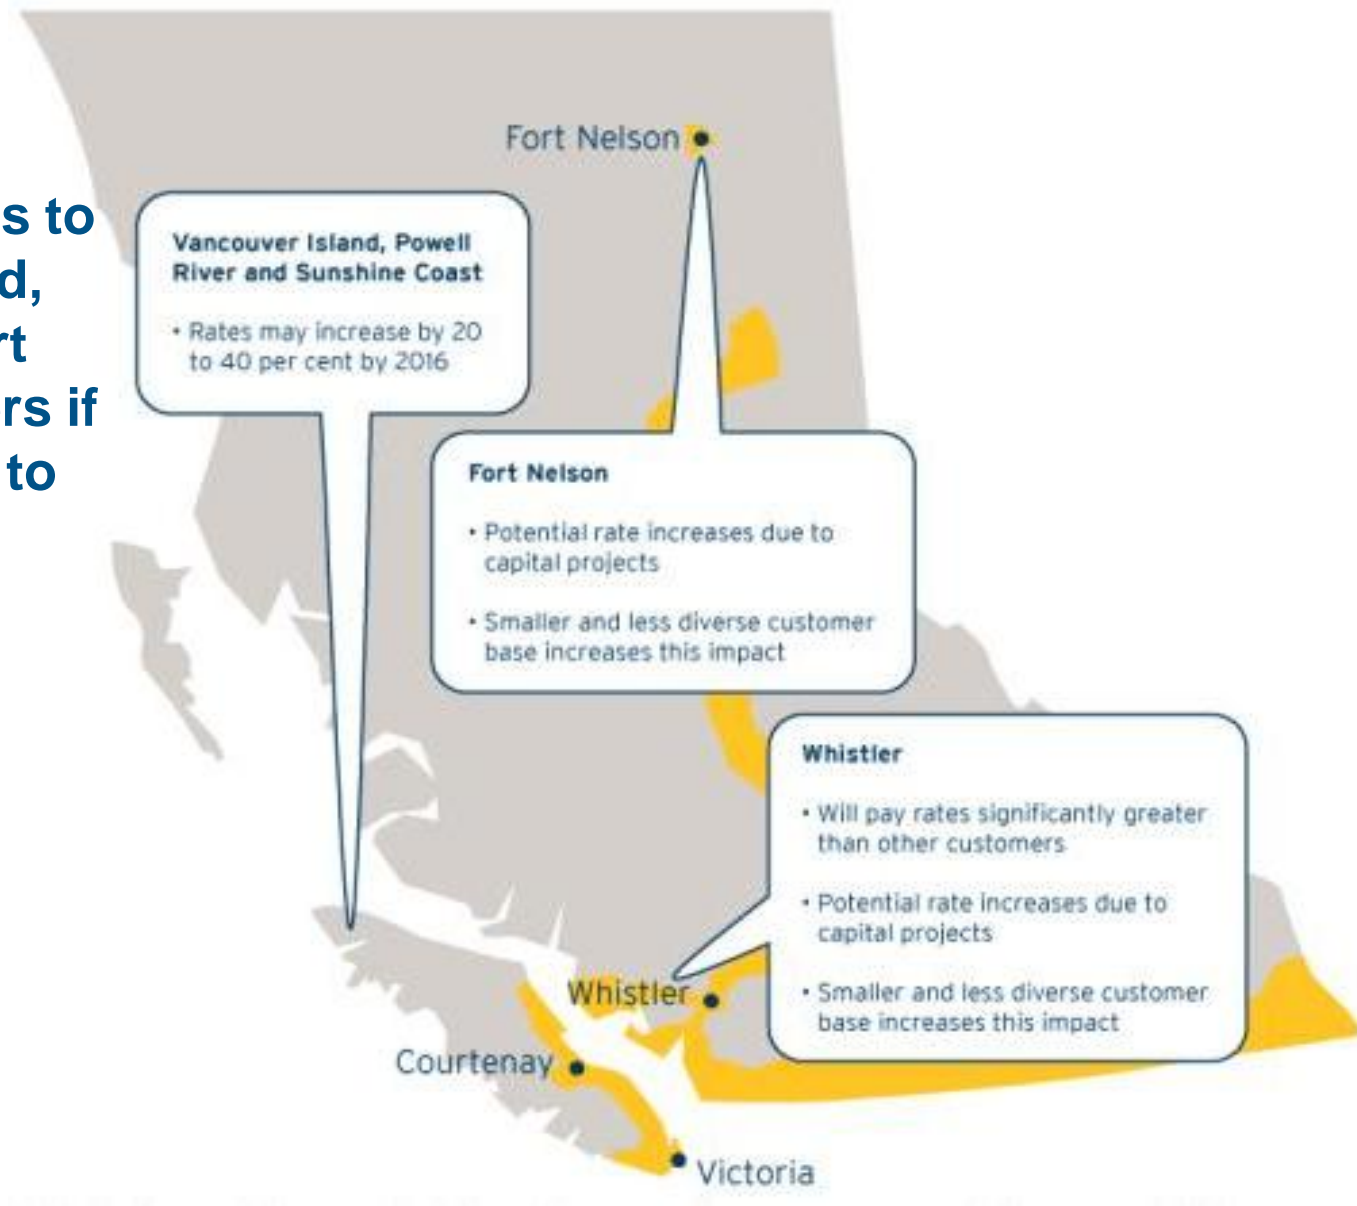 s to
d,
rt
rs if
to
Fort Nelson
Vancouver Island, Powell
River and Sunshine Coast
• Rates may increase by 20
to 40 per cent by 2016
Fort Nelson
• Potential rate increases due to
capital projects
• Smaller and less diverse customer
base increases this impact
Whistler
• Will pay rates significantly greater
than other customers
• Potential rate increases due to
capital projects
• Smaller and less diverse customer
base increases this impact
Whistler
Courtenay
Victoria